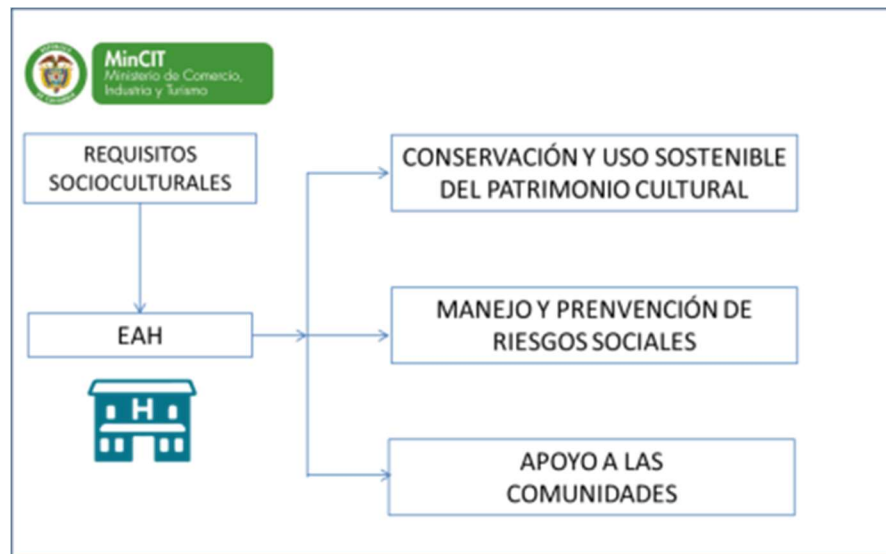 MinCIT
Ministerio de Comercio,
Industria y Turismo
REQUISITOS
SOCIOCULTURALES
EAH
H
CONSERVACIÓN Y USO SOSTENIBLE
DEL PATRIMONIO CULTURAL
MANEJO Y PRENVENCIÓN DE
RIESGOS SOCIALES
APOYO A LAS
COMUNIDADES